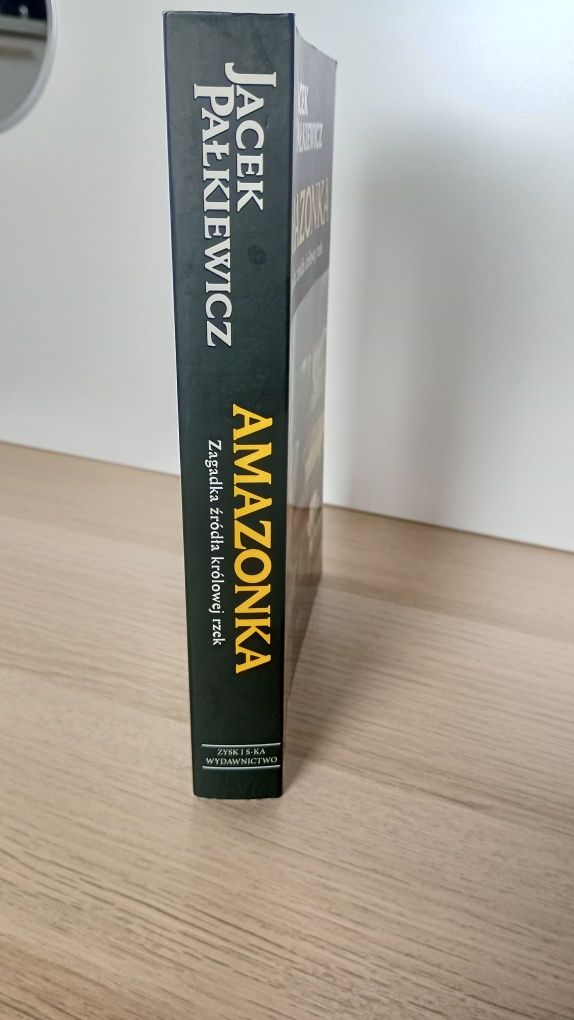 JACEK
PAŁKIEWICZ
AMAZONKA
Zagadka źródła królowej rzek
ZYSK I S-KA
WYDAWNICTWO